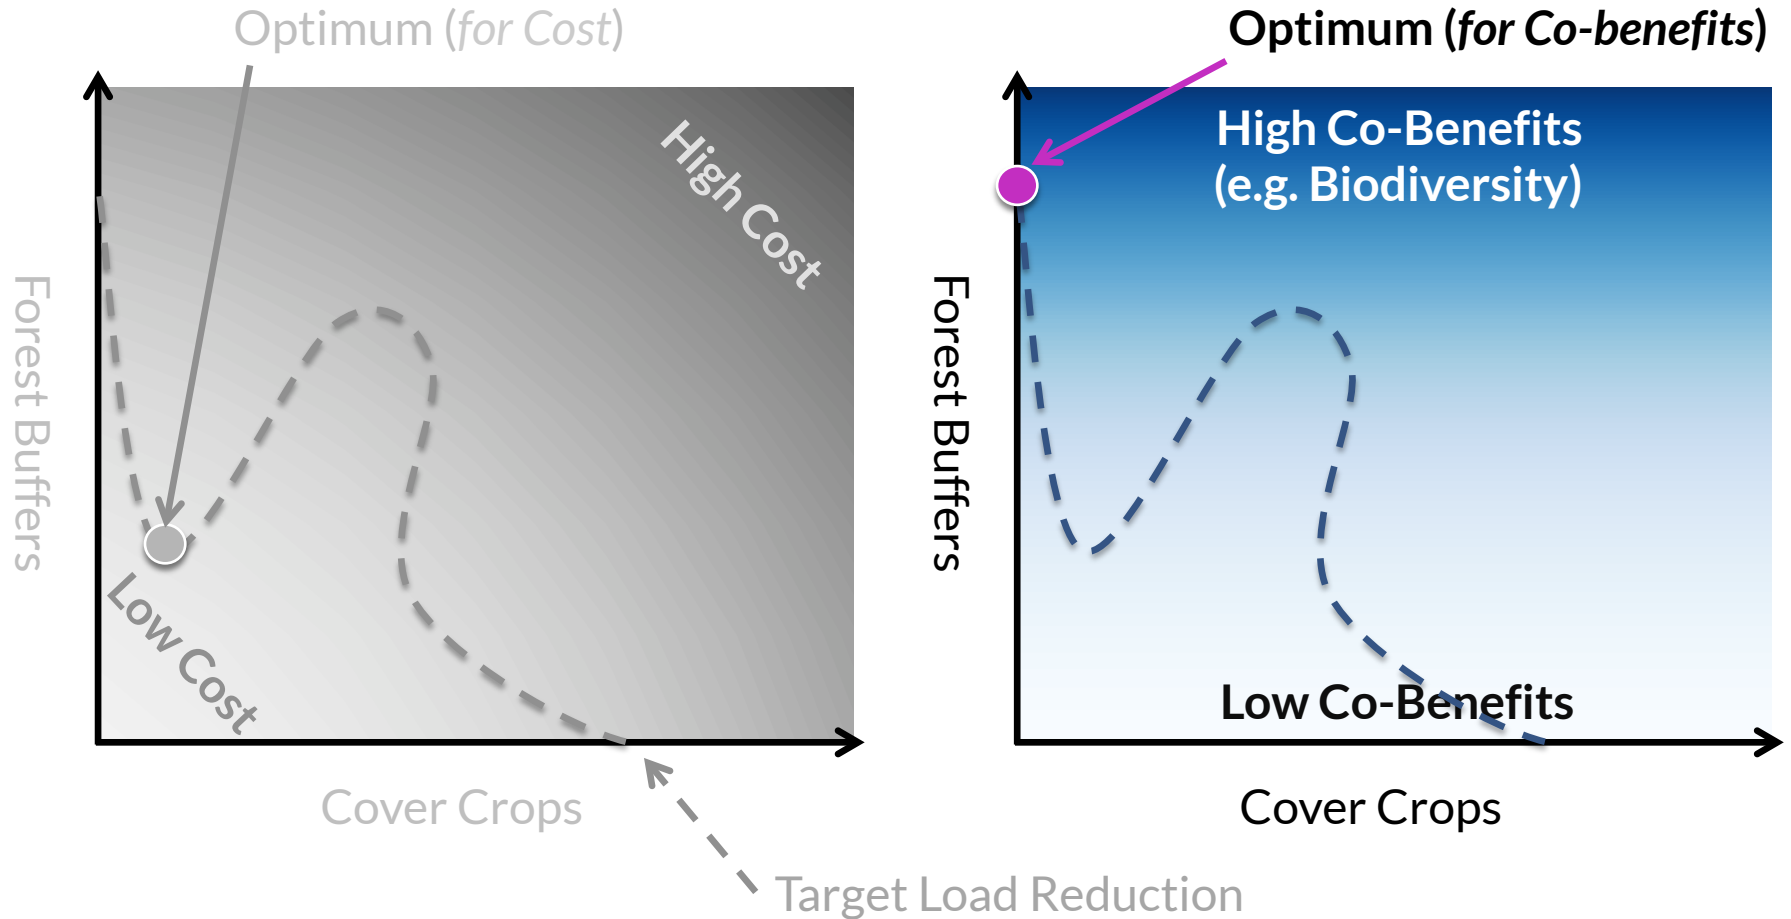 Optimum (for Cost)
Optimum (for Co-benefits)
High Cost
High Co-Benefits
(e.g. Biodiversity)
Forest Buffers
Forest Buffers
Low Cost
Low Co-Benefits
Cover Crops
Cover Crops
Target Load Reduction